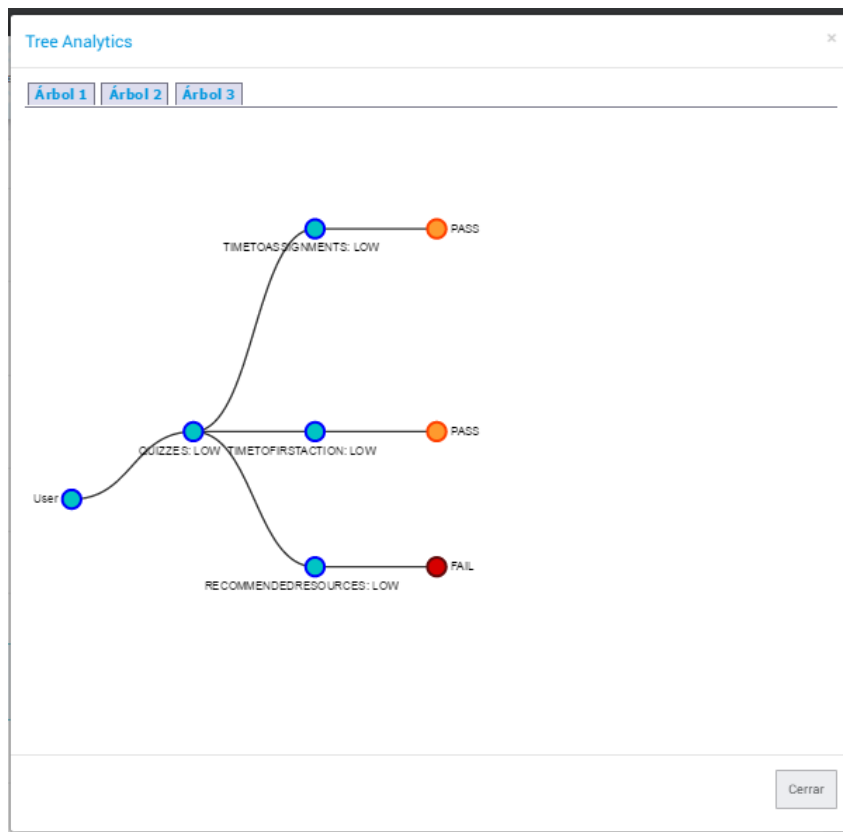 Tree Analytics
×
Árbol 1 Árbol 2 Árbol 3
PASS
TIMETOASSIGNMENTS: LOW
PASS
QUIZZES: LOW TIMETOFIRSTACTION: LOW
User
FAIL
RECOMMENDEDRESOURCES: LOW
Cerrar